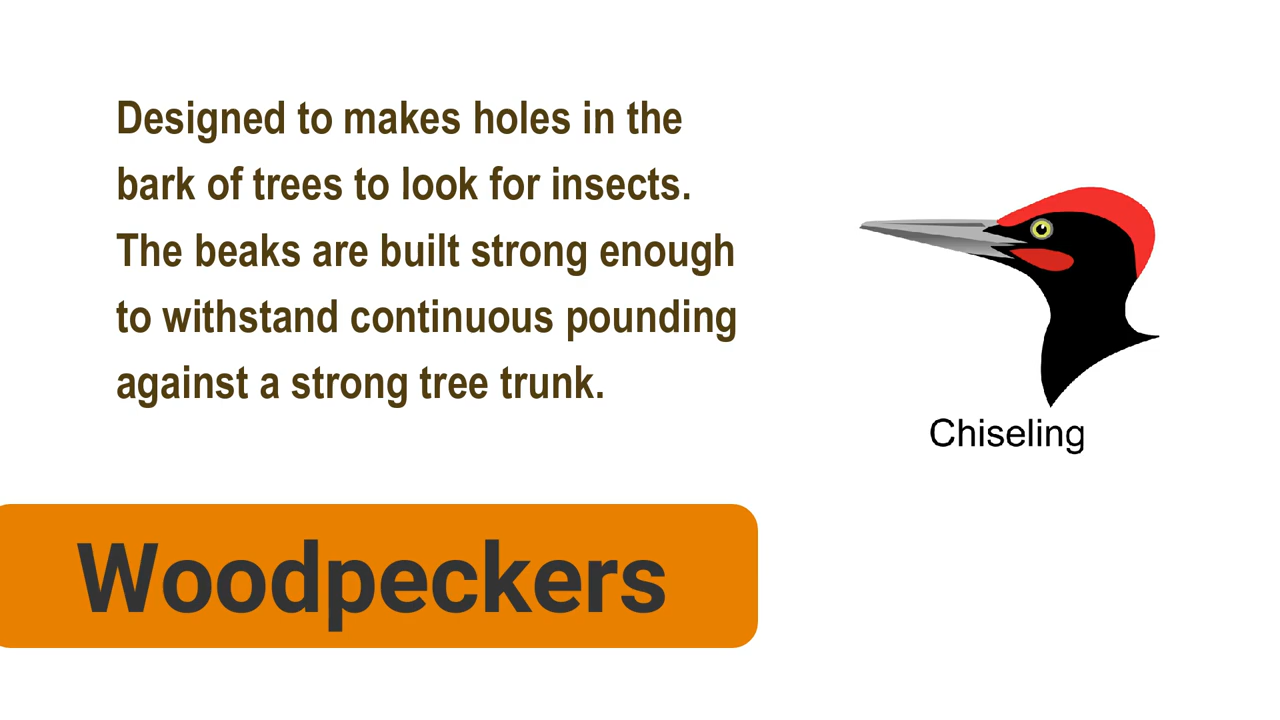 Designed to makes holes in the
bark of trees to look for insects.
The beaks are built strong enough
to withstand continuous pounding
against a strong tree trunk.
Chiseling
Woodpeckers